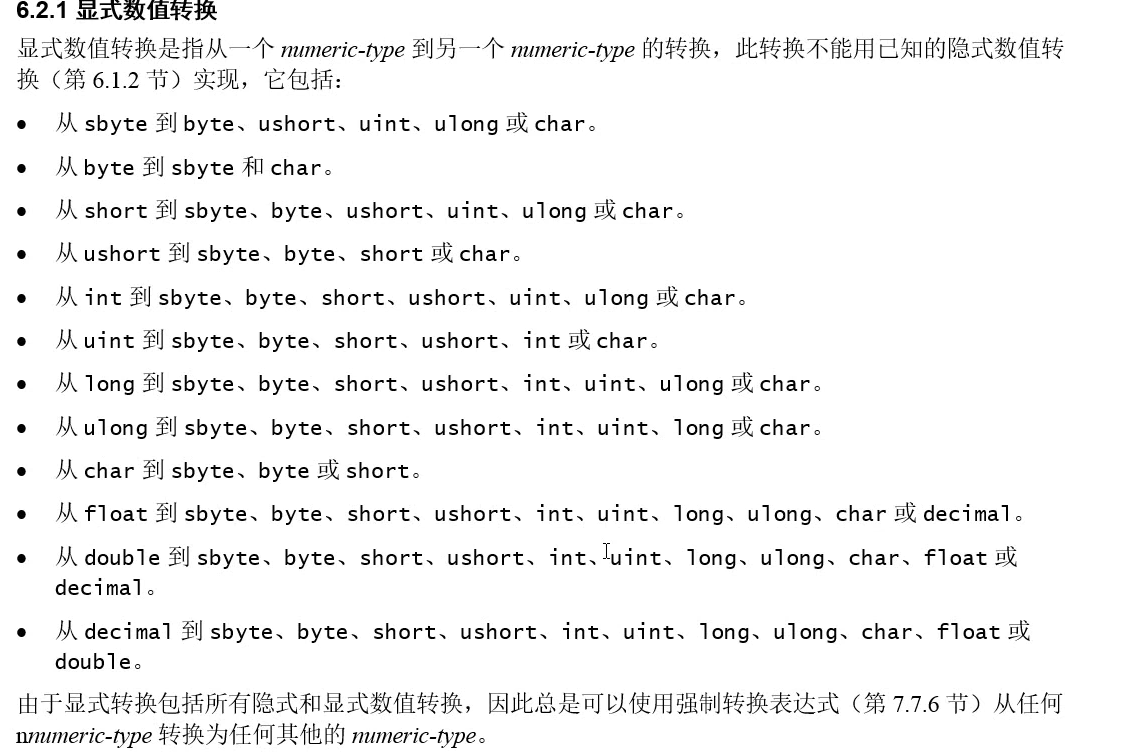 6.2.1 显式数值转换
显式数值转换是指从一个 numeric-type 到另一个 numeric-type 的转换，此转换不能用已知的隐式数值转
换（第 6.1.2 节）实现，它包括：
• 从 sbyte 到 byte、ushort、uint、ulong 或 char。
• 从 byte 到 sbyte 和 char。
• 从 short 到 sbyte、byte、ushort、uint、ulong 或 char。
• 从 ushort 到 sbyte、byte、short 或 char。
• 从 int 到 sbyte、byte、short、ushort、uint、ulong 或 char。
• 从 uint 到 sbyte、byte、short、ushort、int 或 char。
• 从 long 到 sbyte、byte、short、ushort、int、uint、ulong 或 char。
• 从 ulong 到 sbyte、byte、short、ushort、int、uint、long 或 char。
• 从 char 到 sbyte、byte 或 short。
• 从 float 到 sbyte、byte、short、ushort、int、uint、long、ulong、char 或 decimal。
• 从 double 到 sbyte、byte、short、ushort、int、uint、long、ulong、char、float 或
decimal。
• 从 decimal 到 sbyte、byte、short、ushort、int、uint、long、ulong、char、float 或
double。
由于显式转换包括所有隐式和显式数值转换，因此总是可以使用强制转换表达式（第 7.7.6 节）从任何
nnumeric-type 转换为任何其他的 numeric-type。